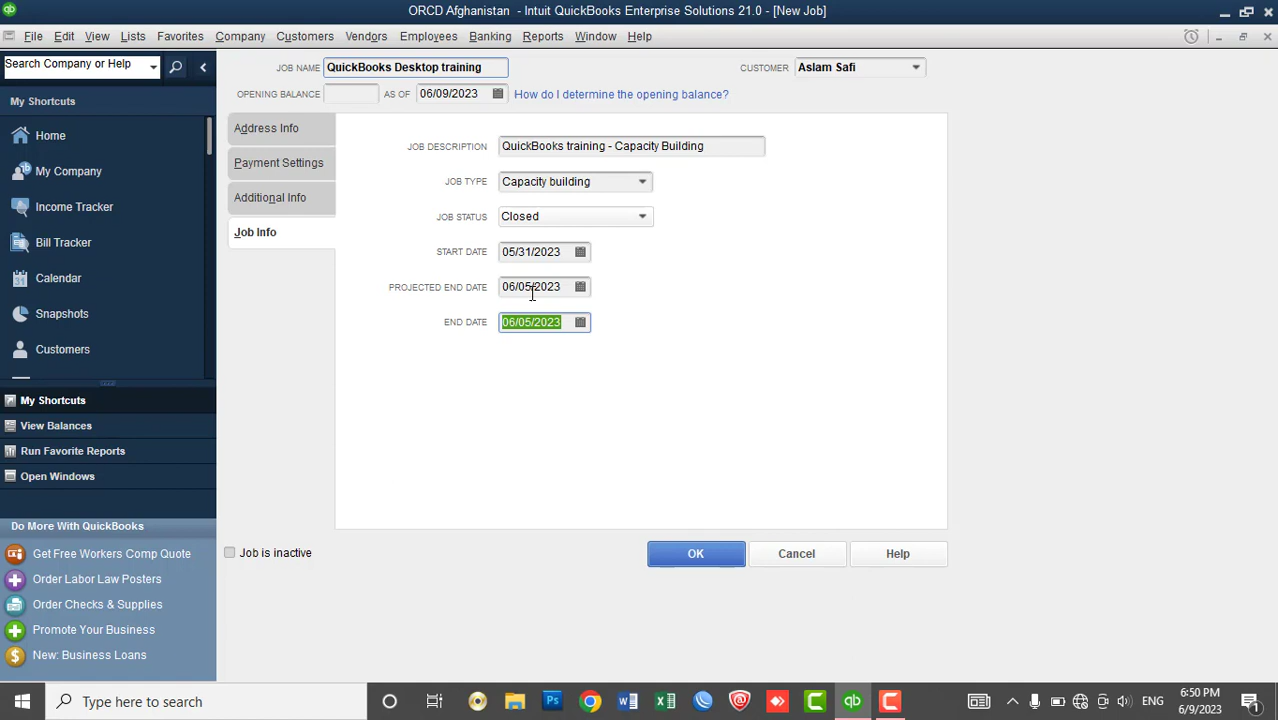 ORCD Afghanistan - Intuit QuickBooks Enterprise Solutions 21.0 - [New Job]
File Edit View Lists Favorites Company Customers Vendors Employees Banking Reports Window Help
Search Company or Help
JOB NAME QuickBooks Desktop training CUSTOMER Aslam Safi
OPENING BALANCE AS OF 06/09/2023 How do I determine the opening balance?
My Shortcuts
Home
My Company
Income Tracker
Bill Tracker
Calendar
Snapshots
Customers
My Shortcuts
View Balances
Run Favorite Reports
Open Windows
Do More With QuickBooks
Get Free Workers Comp Quote
Order Labor Law Posters
Order Checks & Supplies
Promote Your Business
New: Business Loans
Address Info
Payment Settings
Additional Info
Job Info
JOB DESCRIPTION QuickBooks training - Capacity Building
JOB TYPE Capacity building
JOB STATUS Closed
START DATE 05/31/2023
PROJECTED END DATE 06/05/2023
END DATE 06/05/2023
Job is inactive
OK Cancel Help
Type here to search
ENG
6:50 PM
6/9/2023
1